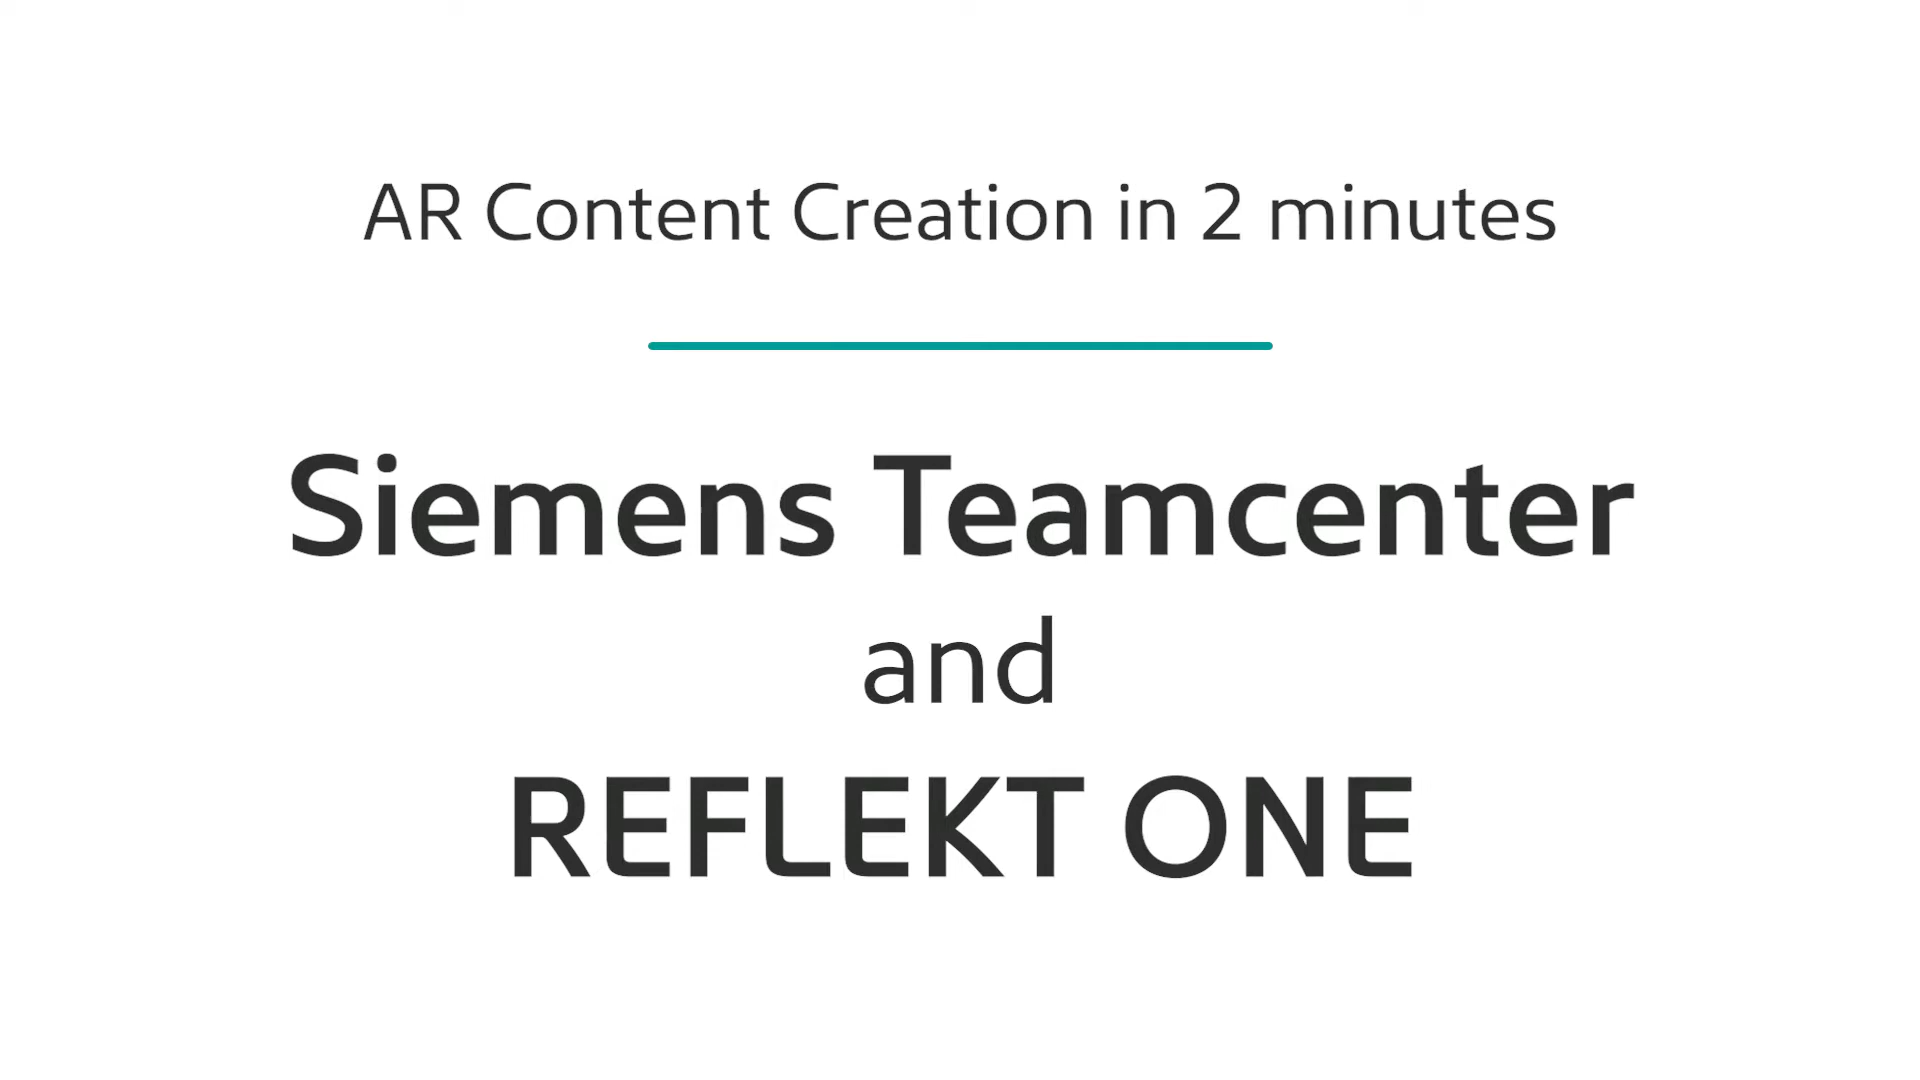 AR Content Creation in 2 minutes
Siemens Teamcenter
and
REFLEKT ONE